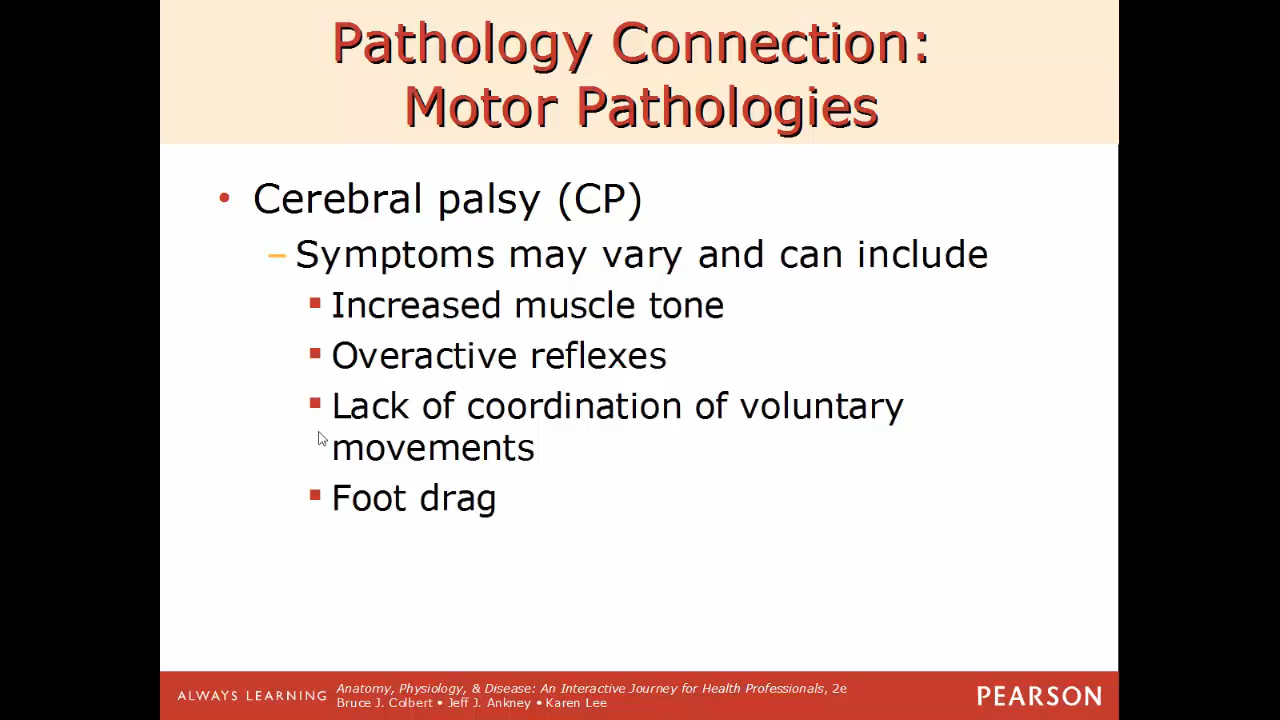 Pathology Connection:
Motor Pathologies
• Cerebral palsy (CP)
– Symptoms may vary and can include
▪ Increased muscle tone
▪ Overactive reflexes
▪ Lack of coordination of voluntary
movements
▪ Foot drag
ALWAYS LEARNING
Anatomy, Physiology, & Disease: An Interactive Journey for Health Professionals, 2e
Bruce J. Colbert • Jeff J. Ankney • Karen Lee
PEARSON